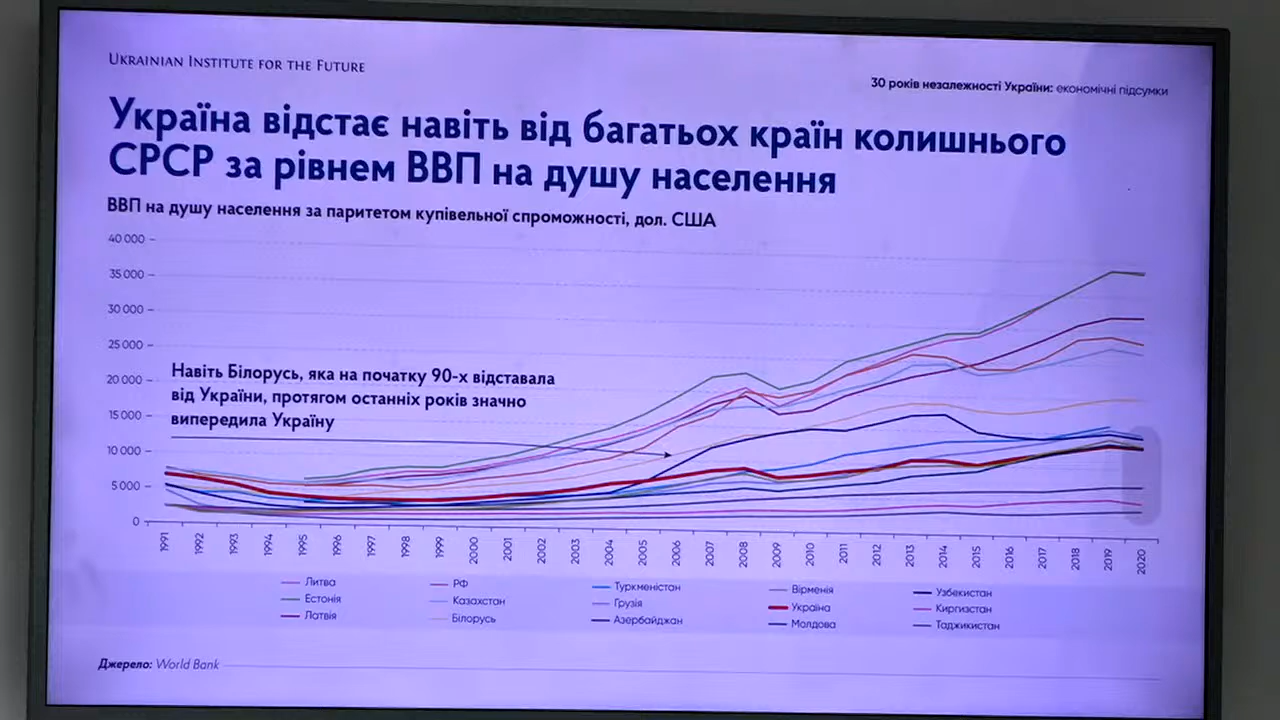 UKRAINIAN INSTITUTE FOR THE FUTURE
30 років незалежності України: економічні підсумки
Україна відстає навіть від багатьох країн колишнього
СРСР за рівнем ВВП на душу населення
ВВП на душу населення за паритетом купівельної спроможності, дол. США
40 000
35 000
30 000
25 000
20 000
15 000
10 000
5 000
0
Навіть Білорусь, яка на початку 90-х відставала
від України, протягом останніх років значно
випередила Україну
1991 1992 1993 1994 1995 1996 1997 1998 1999 2000 2001 2002 2003 2004 2005 2006 2007 2008 2009 2010 2011 2012 2013 2014 2015 2016 2017 2018 2019 2020
Литва РФ Туркменістан Вірменія Узбекистан
Естонія Казахстан Грузія Україна Киргизстан
Латвія Білорусь Азербайджан Молдова Таджикистан
Джерело: World Bank